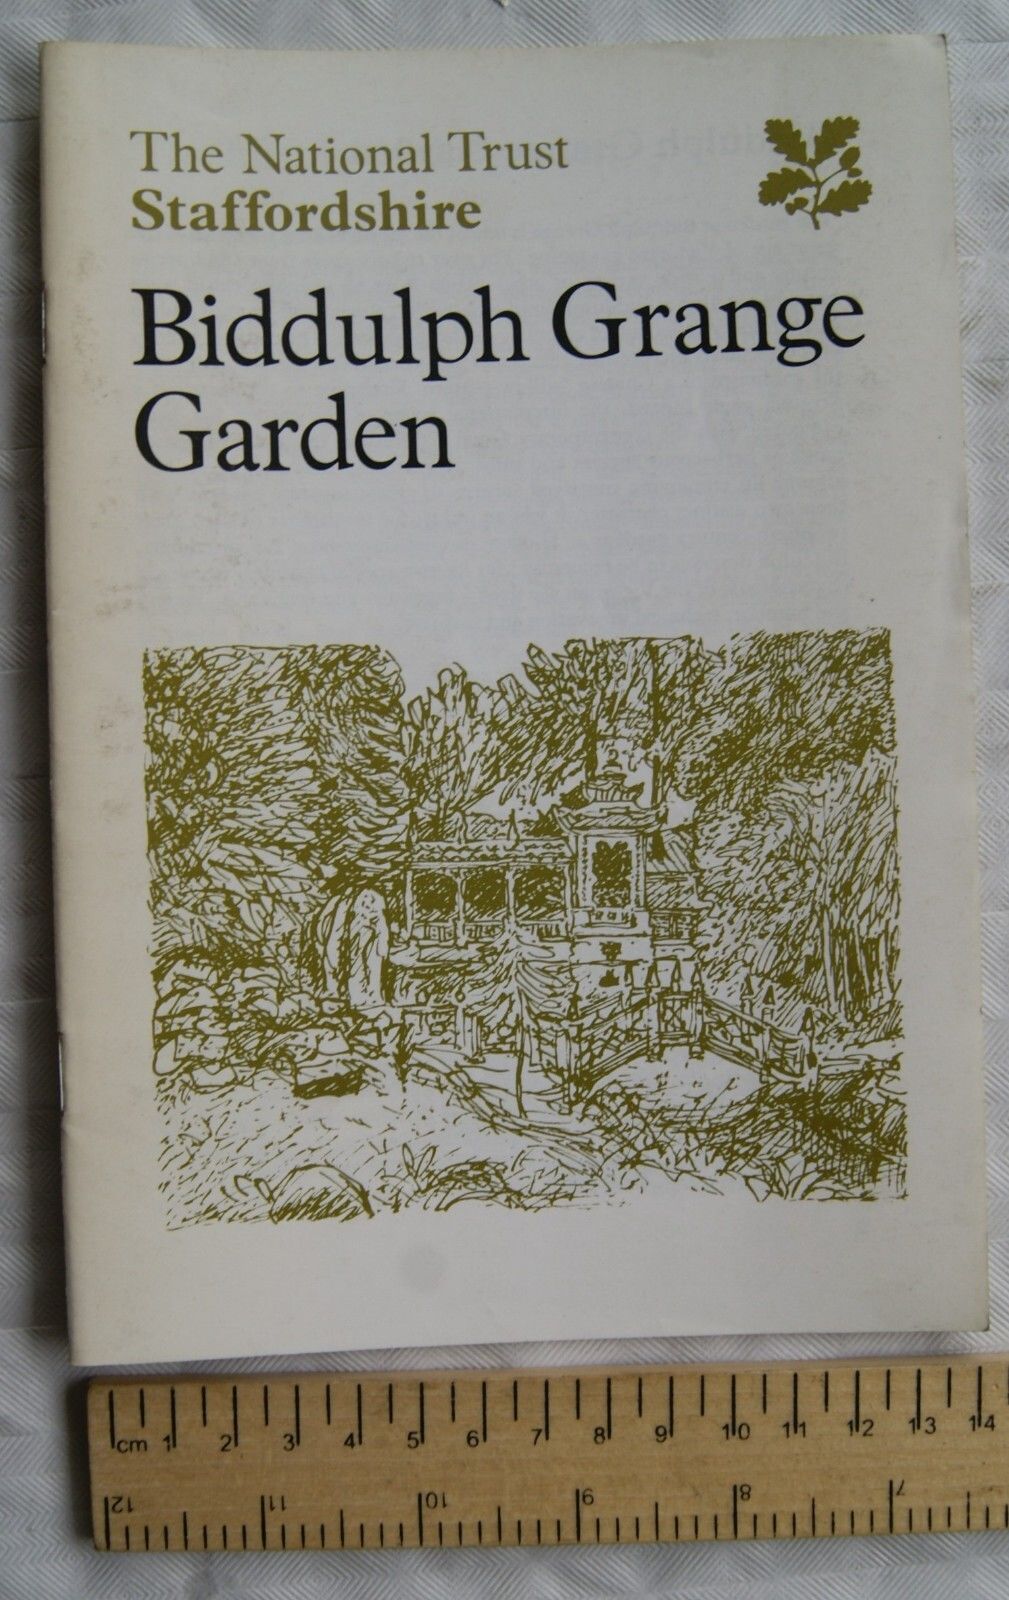 The National Trust
Staffordshire
Biddulph Grange
Garden
cm 1 2 3 4 5 6 7 8 9 10 11 12 13 14
12 11 10 9 8 7